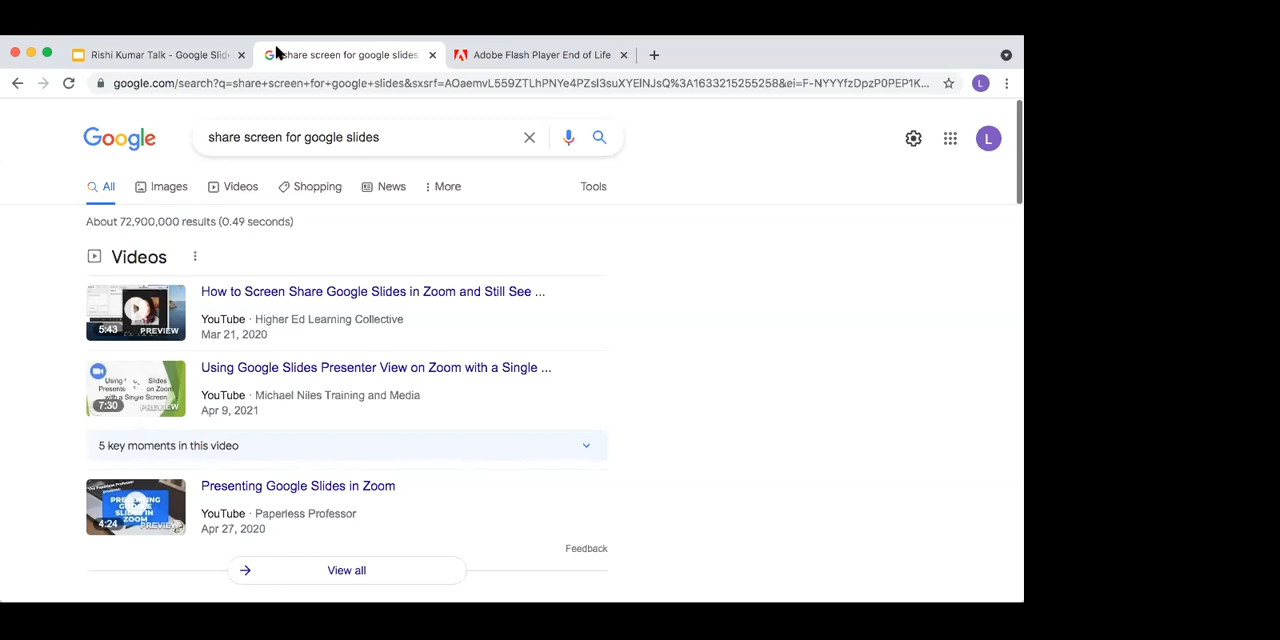 Rishi Kumar Talk - Google Slid
share screen for google slides
Adobe Flash Player End of Life
google.com/search?q=share+screen+for+google+slides&sxsrf=AOaemvL559ZTLhPNYe4PZsI3suXYElNJsQ%3A1633215255258&ei=F-NYYYfzDpzP0PEP1K...
L
Google
share screen for google slides
L
All
Images
Videos
Shopping
News
More
Tools
About 72,900,000 results (0.49 seconds)
Videos
5:43
PREVIEW
How to Screen Share Google Slides in Zoom and Still See ...
YouTube · Higher Ed Learning Collective
Mar 21, 2020
7:30
PREVIEW
Using Google Slides Presenter View on Zoom with a Single ...
YouTube · Michael Niles Training and Media
Apr 9, 2021
5 key moments in this video
PRESENTING
GOOGLE
SLIDES IN
ZOOM
4:24
PREVIEW
Presenting Google Slides in Zoom
YouTube · Paperless Professor
Apr 27, 2020
Feedback
View all